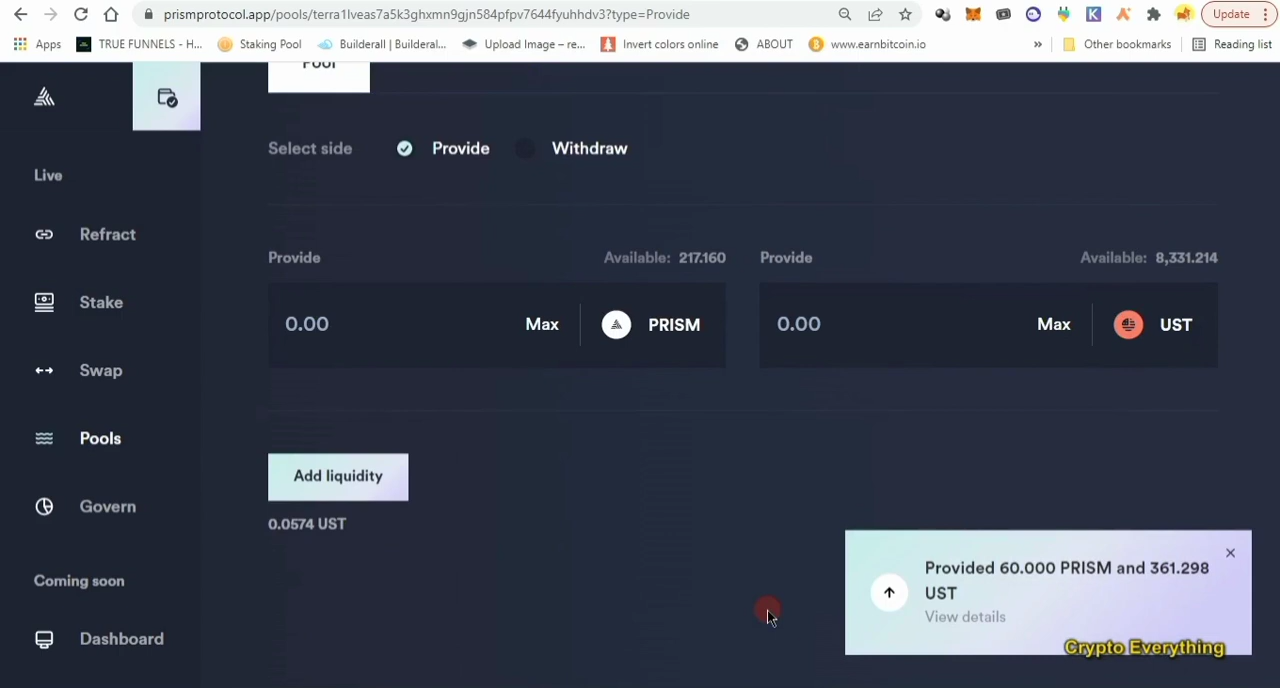 prismprotocol.app/pools/terra1lveas7a5k3ghxmn9gjn584pfpv7644fyuhhdv3?type=Provide
Update
Apps
TRUE FUNNELS - H...
Staking Pool
Builderall | Builderal...
Upload Image – re...
Invert colors online
ABOUT
www.earnbitcoin.io
»
Other bookmarks
Reading list
Pool
Select side
Provide
Withdraw
Live
Refract
Stake
Swap
Pools
Govern
Coming soon
Dashboard
Provide
Available: 217.160
0.00
Max
PRISM
Provide
Available: 8,331.214
0.00
Max
UST
Add liquidity
0.0574 UST
Provided 60.000 PRISM and 361.298
UST
View details
Crypto Everything